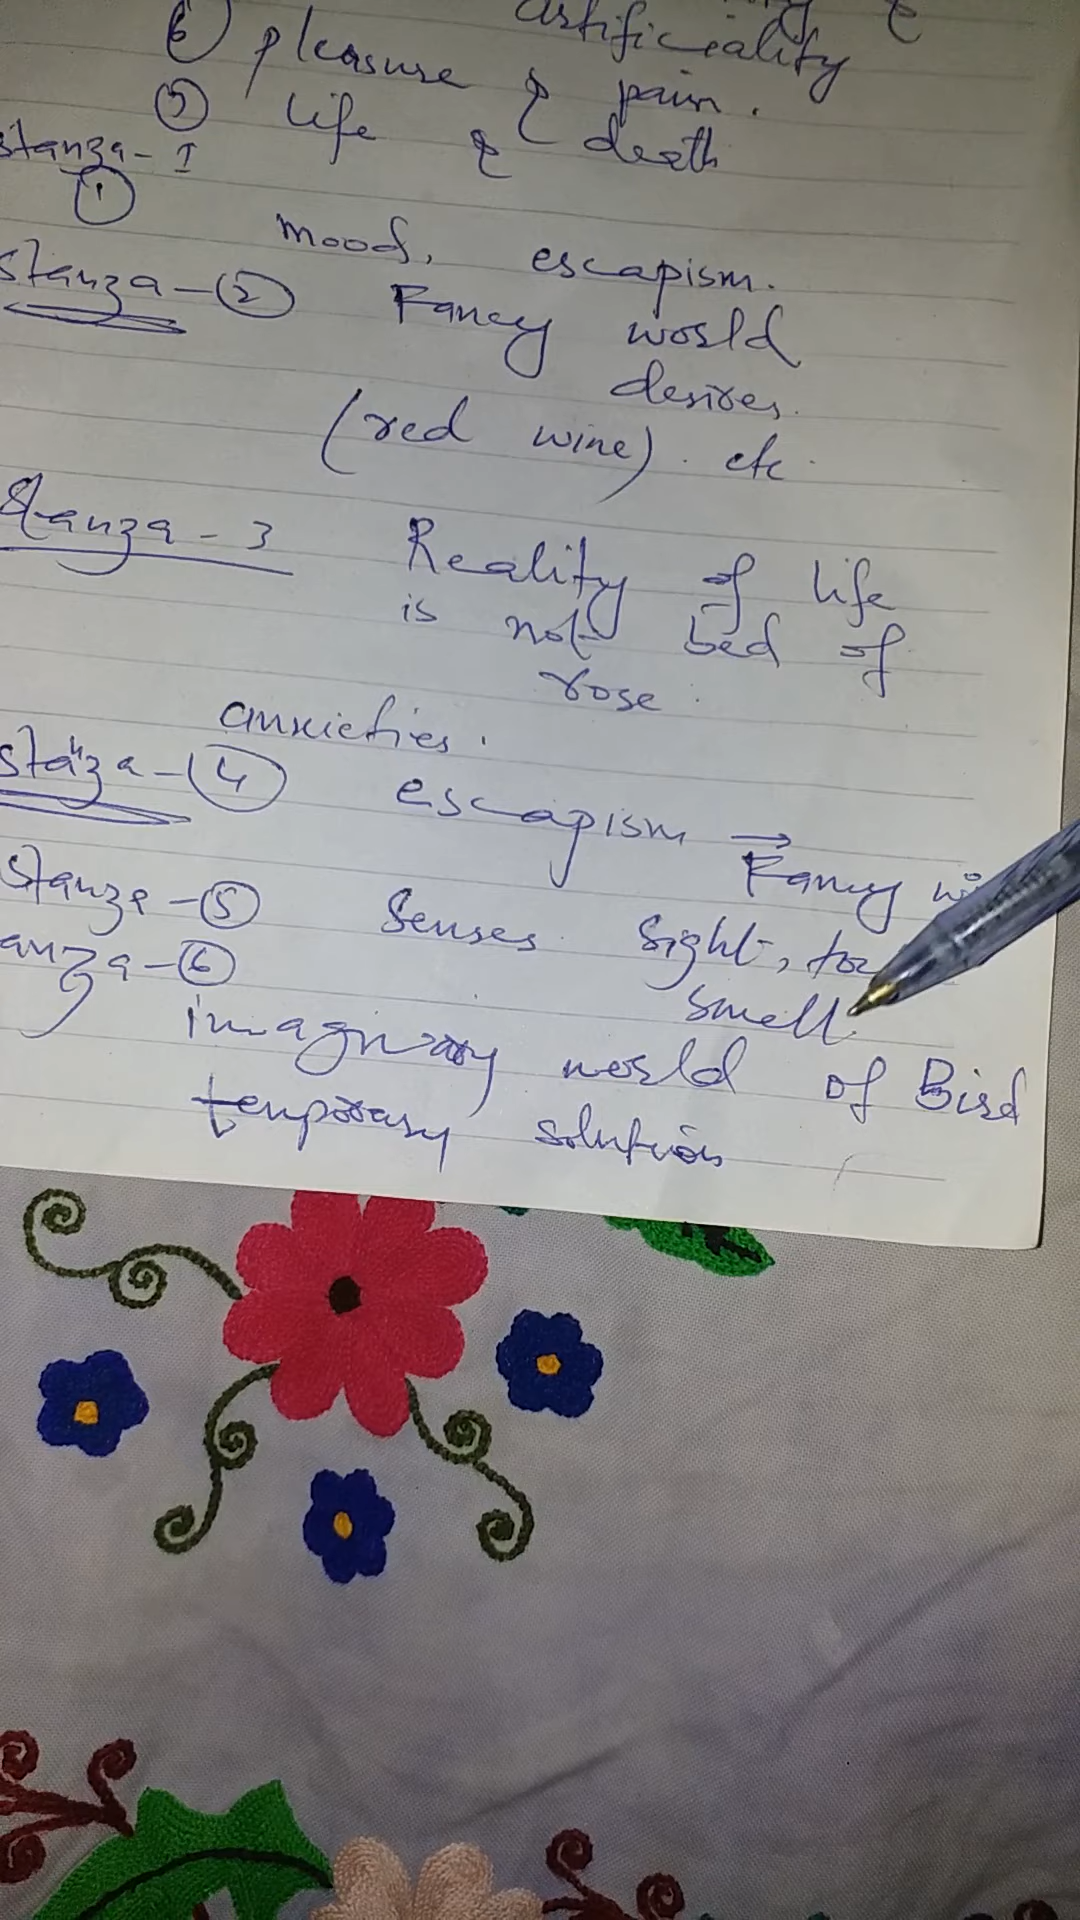 artificiality
6 pleasure & pain.
7 life & death
stanza - I
1
mood, escapism.
stanza - 2 Fancy world
desires.
(red wine). etc.
Stanza - 3 Reality of life
is not bed of
rose.
anxieties.
stanza - 4 escapism →
Fancy
Stanza - 5 Senses Sight,
smell.
anza - 6
imaginary world of Bird
temporary solution